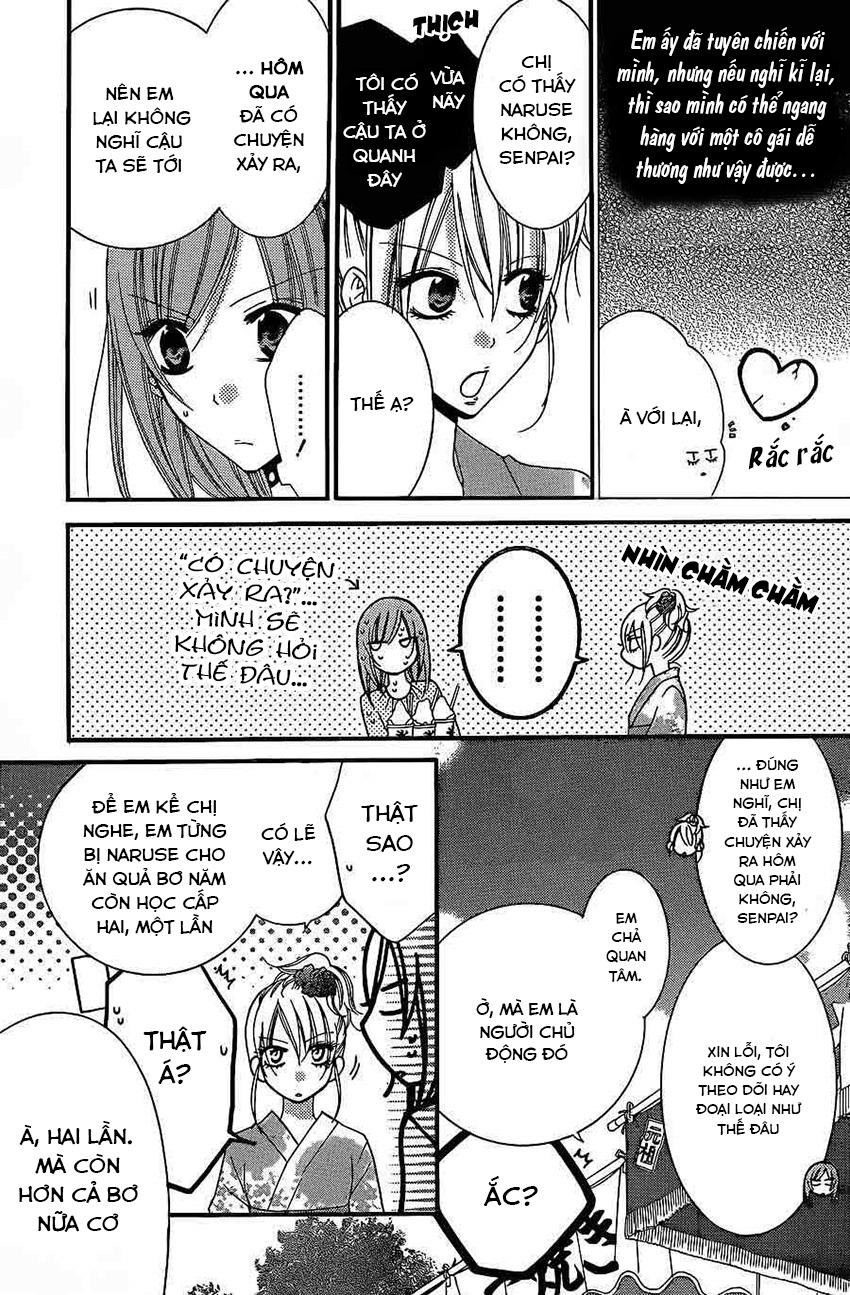 Em ấy đã tuyên chiến với
mình, nhưng nếu nghĩ kĩ lại,
thì sao mình có thể ngang
hàng với một cô gái dễ
thương như vậy được...
À VỚI LẠI,
Rắc rắc
THỊCH
CHỊ
CÓ THẤY
NARUSE
KHÔNG,
SENPAI?
VỪA
NÃY
TÔI CÓ
THẤY
CẬU TA Ở
QUANH
ĐÂY
THẾ Ạ?
... HÔM
QUA
ĐÃ CÓ
CHUYỆN
XẢY RA,
NÊN EM
LẠI KHÔNG
NGHĨ CẬU
TA SẼ TỚI
......!
NHÌN CHẰM CHẰM
............
"CÓ CHUYỆN
XẢY RA?"...
MÌNH SẼ
KHÔNG HỎI
THẾ ĐÂU...
... ĐÚNG
NHƯ EM
NGHĨ, CHỊ
ĐÃ THẤY
CHUYỆN XẢY
RA HÔM
QUA PHẢI
KHÔNG,
SENPAI?
XIN LỖI, TÔI
KHÔNG CÓ Ý
THEO DÕI HAY
ĐOẠI LOẠI NHƯ
THẾ ĐÂU
EM
CHẢ
QUAN
TÂM.
Ờ, MÀ EM LÀ
NGƯỜI CHỦ
ĐỘNG ĐÓ
ẮC?
元祖
焼き
THẬT
SAO
...?
CÓ LẼ
VẬY...
ĐỂ EM KỂ CHỊ
NGHE, EM TỪNG
BỊ NARUSE CHO
ĂN QUẢ BƠ NĂM
CÒN HỌC CẤP
HAI, MỘT LẦN
THẬT
Á?
À, HAI LẦN.
MÀ CÒN
HƠN CẢ BƠ
NỮA CƠ